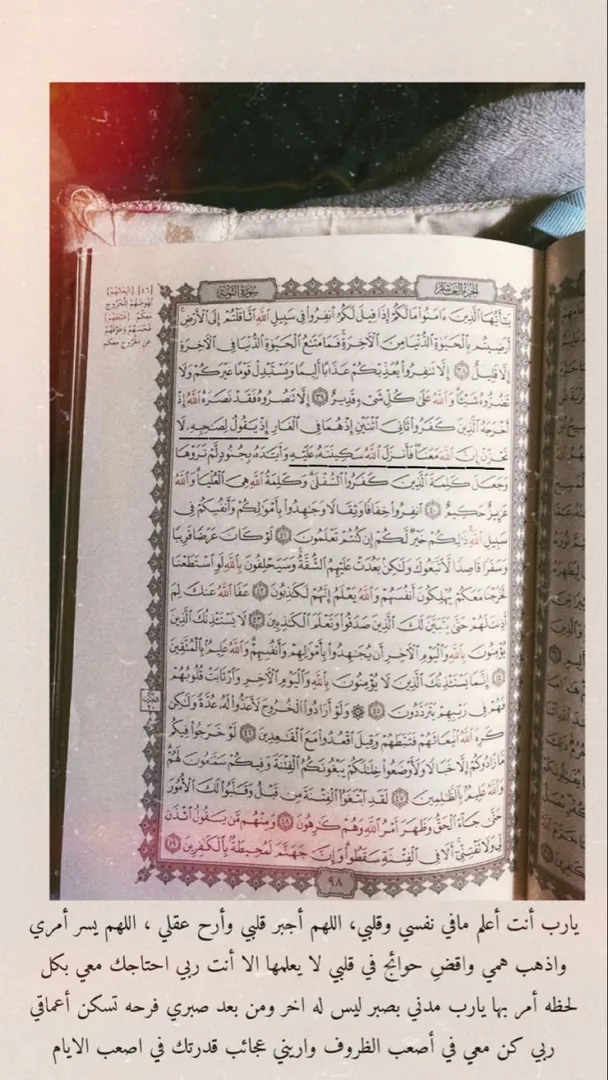 الجزء العاشر
سورة التوبة
يَٰٓأَيُّهَا ٱلَّذِينَ ءَامَنُوا۟ مَا لَكُمْ إِذَا قِيلَ لَكُمُ ٱنفِرُوا۟ فِى سَبِيلِ ٱللَّهِ ٱثَّاقَلْتُمْ إِلَى ٱلْأَرْضِ
أَرَضِيتُم بِٱلْحَيَوٰةِ ٱلدُّنْيَا مِنَ ٱلْءَاخِرَةِ فَمَا مَتَٰعُ ٱلْحَيَوٰةِ ٱلدُّنْيَا فِى ٱلْءَاخِرَةِ
إِلَّا قَلِيلٌ ٣٨ إِلَّا تَنفِرُوا۟ يُعَذِّبْكُمْ عَذَابًا أَلِيمًا وَيَسْتَبْدِلْ قَوْمًا غَيْرَكُمْ وَلَا
تَضُرُّوهُ شَيْـًٔا وَٱللَّهُ عَلَىٰ كُلِّ شَىْءٍ قَدِيرٌ ٣٩ إِلَّا تَنصُرُوهُ فَقَدْ نَصَرَهُ ٱللَّهُ إِذْ
أَخْرَجَهُ ٱلَّذِينَ كَفَرُوا۟ ثَانِىَ ٱثْنَيْنِ إِذْ هُمَا فِى ٱلْغَارِ إِذْ يَقُولُ لِصَٰحِبِهِۦ لَا
تَحْزَنْ إِنَّ ٱللَّهَ مَعَنَا فَأَنزَلَ ٱللَّهُ سَكِينَتَهُۥ عَلَيْهِ وَأَيَّدَهُۥ بِجُنُودٍ لَّمْ تَرَوْهَا
وَجَعَلَ كَلِمَةَ ٱلَّذِينَ كَفَرُوا۟ ٱلسُّفْلَىٰ وَكَلِمَةُ ٱللَّهِ هِىَ ٱلْعُلْيَا وَٱللَّهُ
عَزِيزٌ حَكِيمٌ ٤٠ ٱنفِرُوا۟ خِفَافًا وَثِقَالًا وَجَٰهِدُوا۟ بِأَمْوَٰلِكُمْ وَأَنفُسِكُمْ فِى
سَبِيلِ ٱللَّهِ ذَٰلِكُمْ خَيْرٌ لَّكُمْ إِن كُنتُمْ تَعْلَمُونَ ٤١ لَوْ كَانَ عَرَضًا قَرِيبًا
وَسَفَرًا قَاصِدًا لَّٱتَّبَعُوكَ وَلَٰكِنۢ بَعُدَتْ عَلَيْهِمُ ٱلشُّقَّةُ وَسَيَحْلِفُونَ بِٱللَّهِ لَوِ ٱسْتَطَعْنَا
لَخَرَجْنَا مَعَكُمْ يُهْلِكُونَ أَنفُسَهُمْ وَٱللَّهُ يَعْلَمُ إِنَّهُمْ لَكَٰذِبُونَ ٤٢ عَفَا ٱللَّهُ عَنكَ لِمَ
أَذِنتَ لَهُمْ حَتَّىٰ يَتَبَيَّنَ لَكَ ٱلَّذِينَ صَدَقُوا۟ وَتَعْلَمَ ٱلْكَٰذِبِينَ ٤٣ لَا يَسْتَـْٔذِنُكَ ٱلَّذِينَ
يُؤْمِنُونَ بِٱللَّهِ وَٱلْيَوْمِ ٱلْءَاخِرِ أَن يُجَٰهِدُوا۟ بِأَمْوَٰلِهِمْ وَأَنفُسِهِمْ وَٱللَّهُ عَلِيمٌۢ بِٱلْمُتَّقِينَ
٤٤ إِنَّمَا يَسْتَـْٔذِنُكَ ٱلَّذِينَ لَا يُؤْمِنُونَ بِٱللَّهِ وَٱلْيَوْمِ ٱلْءَاخِرِ وَٱرْتَابَتْ قُلُوبُهُمْ
فَهُمْ فِى رَيْبِهِمْ يَتَرَدَّدُونَ ٤٥ ۞ وَلَوْ أَرَادُوا۟ ٱلْخُرُوجَ لَأَعَدُّوا۟ لَهُۥ عُدَّةً وَلَٰكِن
كَرِهَ ٱللَّهُ ٱنۢبِعَاثَهُمْ فَثَبَّطَهُمْ وَقِيلَ ٱقْعُدُوا۟ مَعَ ٱلْقَٰعِدِينَ ٤٦ لَوْ خَرَجُوا۟ فِيكُم
مَّا زَادُوكُمْ إِلَّا خَبَالًا وَلَأَوْضَعُوا۟ خِلَٰلَكُمْ يَبْغُونَكُمُ ٱلْفِتْنَةَ وَفِيكُمْ سَمَّٰعُونَ لَهُمْ
وَٱللَّهُ عَلِيمٌۢ بِٱلظَّٰلِمِينَ ٤٧ لَقَدِ ٱبْتَغَوُا۟ ٱلْفِتْنَةَ مِن قَبْلُ وَقَلَّبُوا۟ لَكَ ٱلْأُمُورَ
حَتَّىٰ جَآءَ ٱلْحَقُّ وَظَهَرَ أَمْرُ ٱللَّهِ وَهُمْ كَٰرِهُونَ ٤٨ وَمِنْهُم مَّن يَقُولُ ٱئْذَن
لِّى وَلَا تَفْتِنِّىٓ أَلَا فِى ٱلْفِتْنَةِ سَقَطُوا۟ وَإِنَّ جَهَنَّمَ لَمُحِيطَةٌۢ بِٱلْكَٰفِرِينَ ٤٩
٩٨
[٤٦] {انبعاثهم}
نهوضهم للخروج
معكم {فثبطهم}
فحبسهم وعوقهم
عن الخروج معكم
يارب أنت أعلم مافي نفسي وقلبي، اللهم أجبر قلبي وأرح عقلي ، اللهم يسر أمري
واذهب همي واقضِ حوائج في قلبي لا يعلمها الا أنت ربي احتاجك معي بكل
لحظه أمر بها يارب مدني بصبر ليس له اخر ومن بعد صبري فرحه تسكن أعماقي
ربي كن معي في أصعب الظروف واريني عجائب قدرتك في اصعب الايام